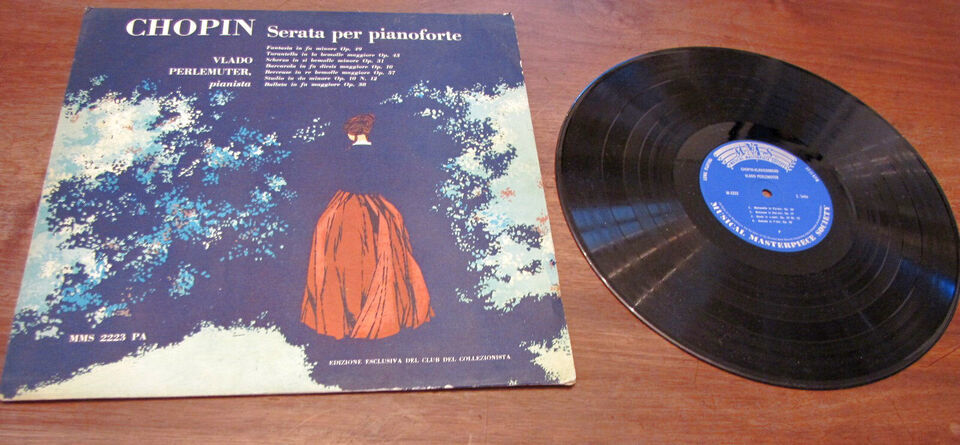 CHOPIN Serata per pianoforte
VLADO
PERLEMUTER,
pianista
Fantasia in fa minore Op. 49
Tarantella in la bemolle maggiore Op. 43
Scherzo in si bemolle minore Op. 31
Barcarola in fa diesis maggiore Op. 10
Berceuse in re bemolle maggiore Op. 57
Studio in do minore Op. 10 N. 12
Ballata in fa maggiore Op. 38
MMS 2223 PA
EDIZIONE ESCLUSIVA DEL CLUB DEL COLLEZIONISTA
MMS
VLADO PERLEMUTER
M-2223
MUSICAL MASTERPIECE SOCIETY